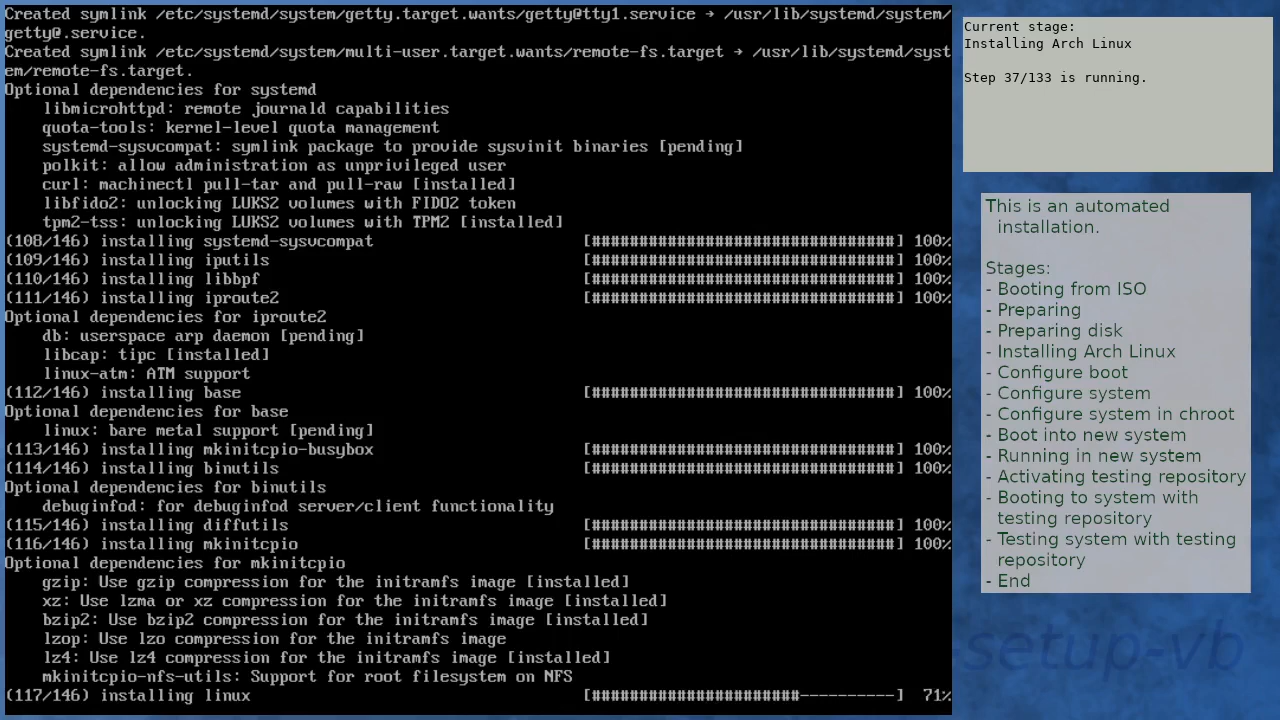 Created symlink /etc/systemd/system/getty.target.wants/getty@tty1.service → /usr/lib/systemd/system/
getty@.service.
Created symlink /etc/systemd/system/multi-user.target.wants/remote-fs.target → /usr/lib/systemd/syst
em/remote-fs.target.
Optional dependencies for systemd
    libmicrohttpd: remote journald capabilities
    quota-tools: kernel-level quota management
    systemd-sysvcompat: symlink package to provide sysvinit binaries [pending]
    polkit: allow administration as unprivileged user
    curl: machinectl pull-tar and pull-raw [installed]
    libfido2: unlocking LUKS2 volumes with FIDO2 token
    tpm2-tss: unlocking LUKS2 volumes with TPM2 [installed]
(108/146) installing systemd-sysvcompat [################################] 100%
(109/146) installing iputils [################################] 100%
(110/146) installing libbpf [################################] 100%
(111/146) installing iproute2 [################################] 100%
Optional dependencies for iproute2
    db: userspace arp daemon [pending]
    libcap: tipc [installed]
    linux-atm: ATM support
(112/146) installing base [################################] 100%
Optional dependencies for base
    linux: bare metal support [pending]
(113/146) installing mkinitcpio-busybox [################################] 100%
(114/146) installing binutils [################################] 100%
Optional dependencies for binutils
    debuginfod: for debuginfod server/client functionality
(115/146) installing diffutils [################################] 100%
(116/146) installing mkinitcpio [################################] 100%
Optional dependencies for mkinitcpio
    gzip: Use gzip compression for the initramfs image [installed]
    xz: Use lzma or xz compression for the initramfs image [installed]
    bzip2: Use bzip2 compression for the initramfs image [installed]
    lzop: Use lzo compression for the initramfs image
    lz4: Use lz4 compression for the initramfs image [installed]
    mkinitcpio-nfs-utils: Support for root filesystem on NFS
(117/146) installing linux [######################----------] 71%
Current stage:
Installing Arch Linux
Step 37/133 is running.
This is an automated
installation.
Stages:
- Booting from ISO
- Preparing
- Preparing disk
- Installing Arch Linux
- Configure boot
- Configure system
- Configure system in chroot
- Boot into new system
- Running in new system
- Activating testing repository
- Booting to system with
testing repository
- Testing system with testing
repository
- End
-setup-vb